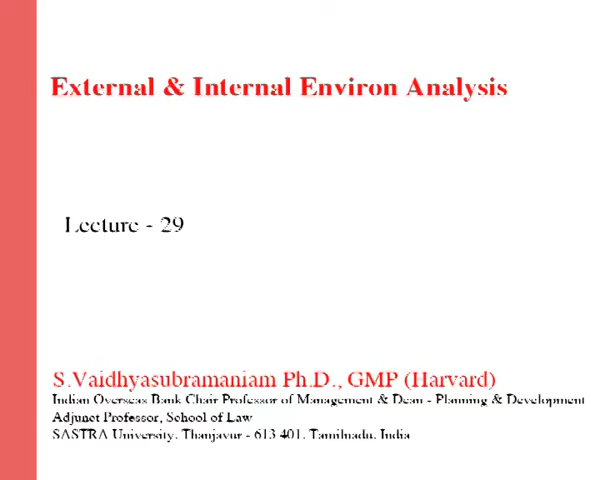 External & Internal Environ Analysis
Lecture - 29
S.Vaidhyasubramaniam Ph.D., GMP (Harvard)
Indian Overseas Bank Chair Professor of Management & Dean - Planning & Development
Adjunct Professor, School of Law
SASTRA University, Thanjavur - 613 401, Tamilnadu, India